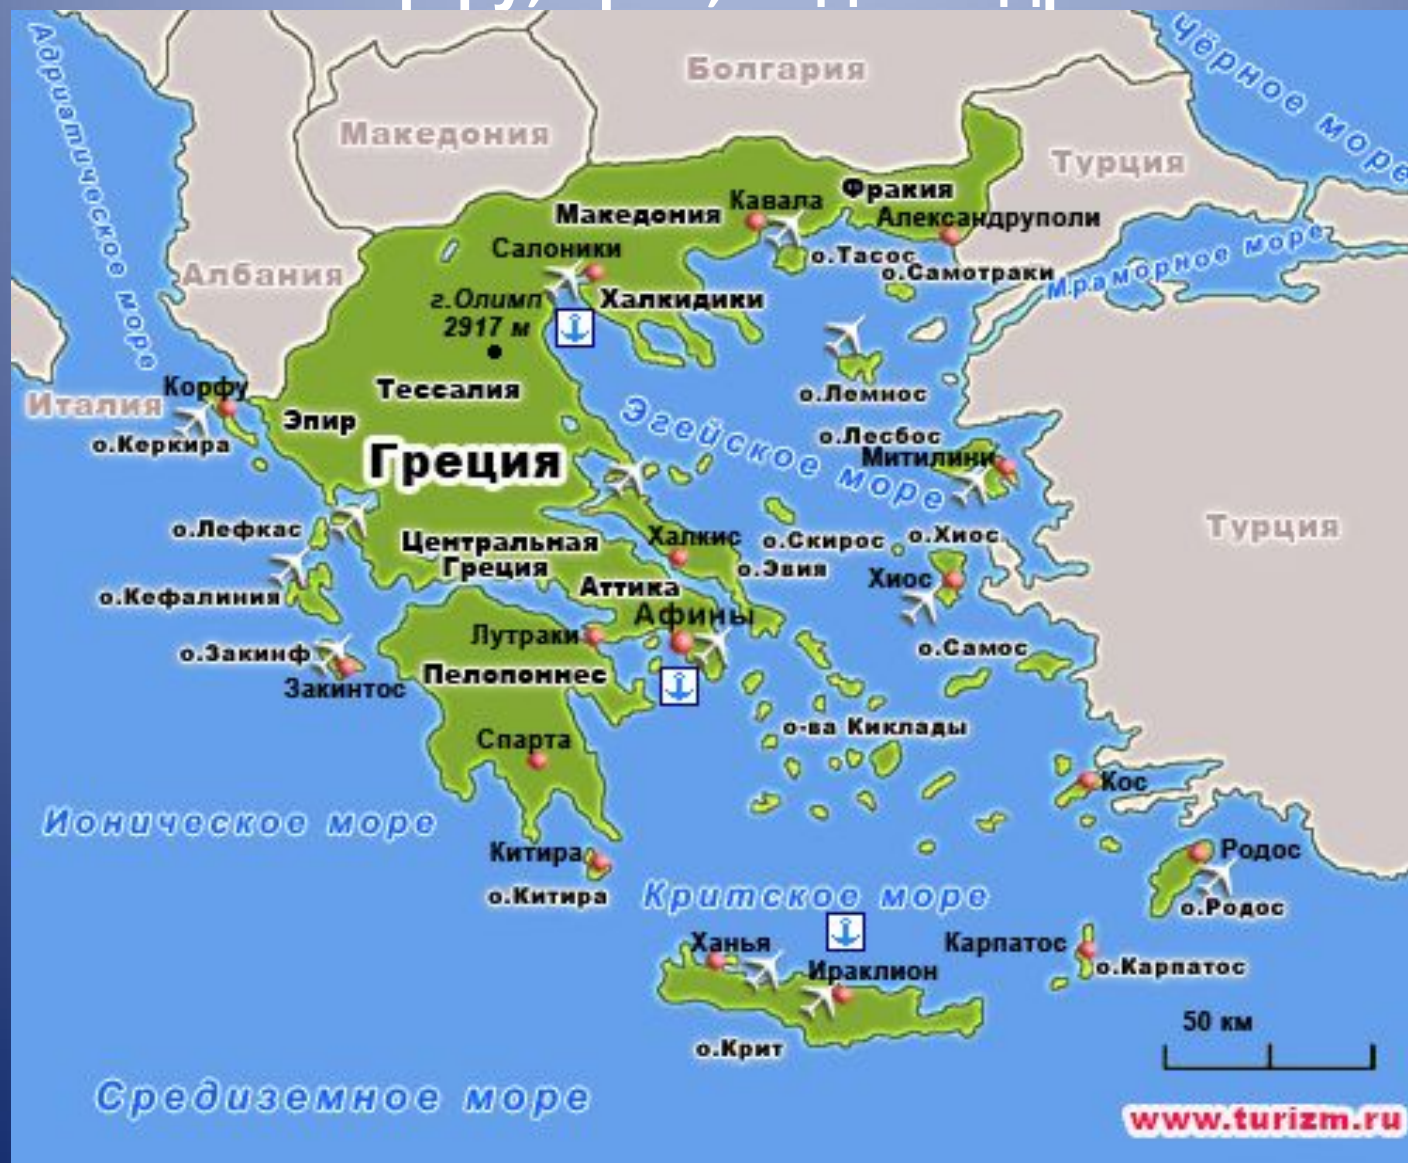 Чёрное море
Адриатическое море
Болгария
Македония
Турция
Фракия
Кавала
Македония
Александруполи
Мраморное море
Салоники
о.Тасос
о.Самотраки
Албания
г.Олимп
2917 м
Халкидики
Корфу
Тессалия
о.Лемнос
Италия
Эпир
Эгейское море
о.Керкира
о.Лесбос
Митилини
Греция
о.Лефкас
Турция
Центральная
Греция
Халкис
о.Скирос
о.Хиос
о.Эвия
Хиос
о.Кефалиния
Аттика
Афины
Лутраки
о.Закинф
о.Самос
Закинтос
Пелопоннес
о-ва Киклады
Спарта
Кос
Ионическое море
Китира
Родос
о.Китира
Критское море
о.Родос
Ханья
Карпатос
Ираклион
о.Карпатос
50 км
о.Крит
Средиземное море
www.turizm.ru